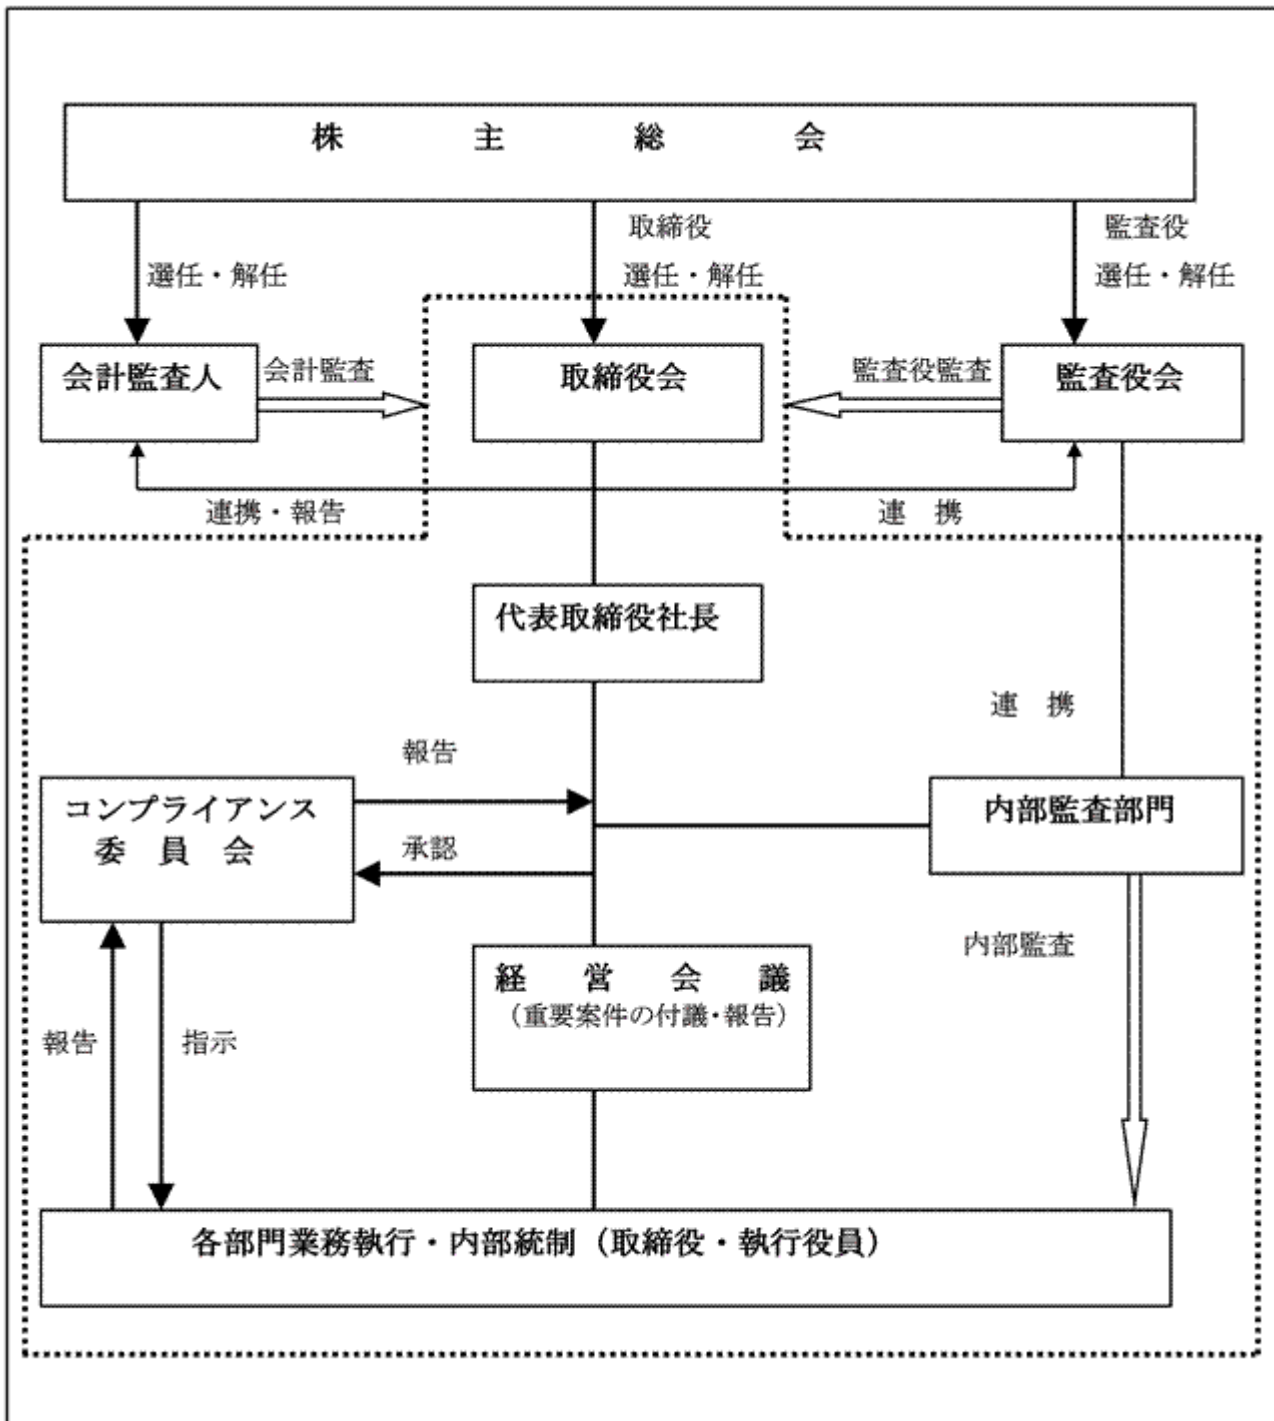 株　主　総　会
取締役
監査役
選任・解任
選任・解任
選任・解任
会計監査人
会計監査
取締役会
監査役監査
監査役会
連携・報告
連　携
代表取締役社長
連　携
報告
コンプライアンス
委　員　会
承認
内部監査部門
内部監査
経　営　会　議
（重要案件の付議・報告）
報告
指示
各部門業務執行・内部統制（取締役・執行役員）